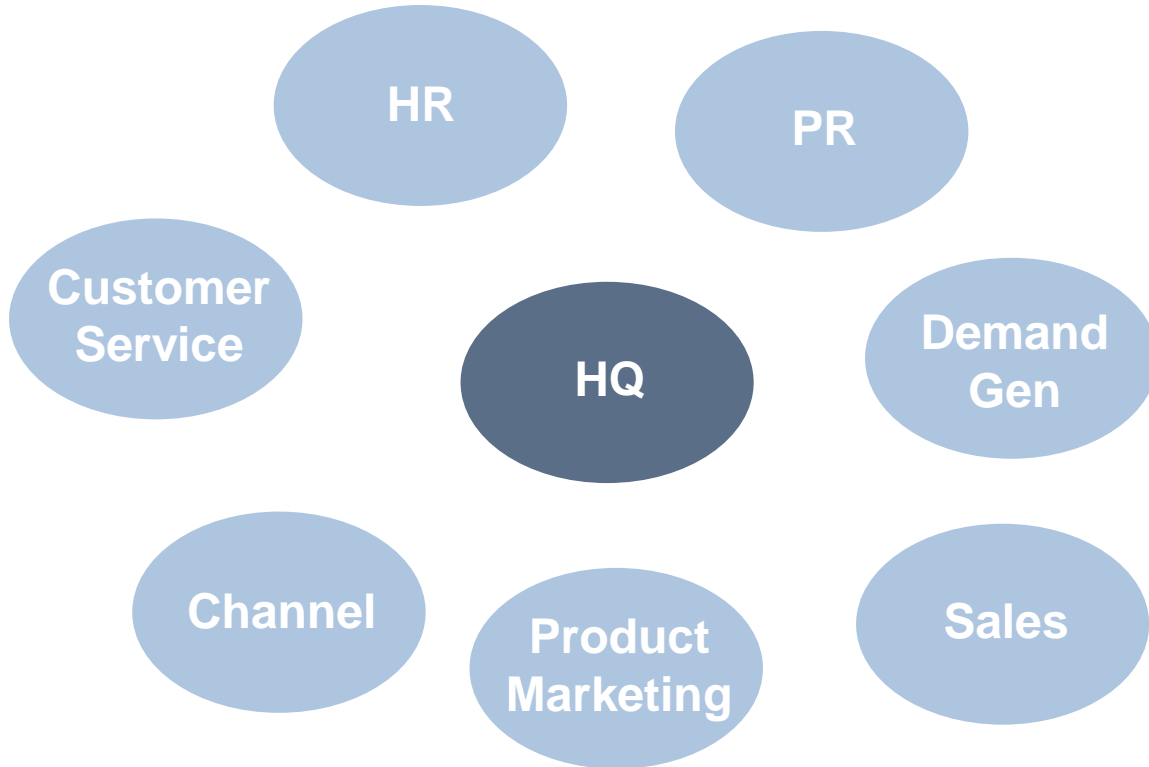 HR
PR
Customer
Service
HQ
Demand
Gen
Channel
Product
Marketing
Sales